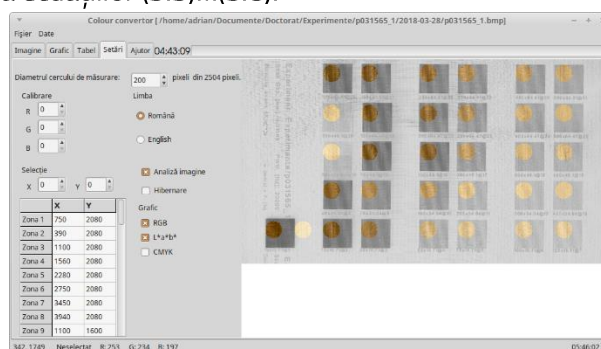 Colour convertor [/home/adrian/Documente/Doctorat/Experimente/p031565_1/2018-03-28/p031565_1.bmp]
Fișier Date
Imagine Grafic Tabel Setări Ajutor 04:43:09
Diametrul cercului de măsurare: 200 pixeli din 2504 pixeli.
Calibrare Limba
R 0 Română
G 0 English
B 0
Selecție Analiză imagine
X 0 Y 0 Hibernare
Grafic
X Y RGB
Zona 1 750 2080 L*a*b*
Zona 2 390 2080 CMYK
Zona 3 1100 2080
Zona 4 1560 2080
Zona 5 2280 2080
Zona 6 2750 2080
Zona 7 3450 2080
Zona 8 3940 2080
Zona 9 1100 1600
342, 1749 Neselectat R:253 G:234 B:197 05:46:02